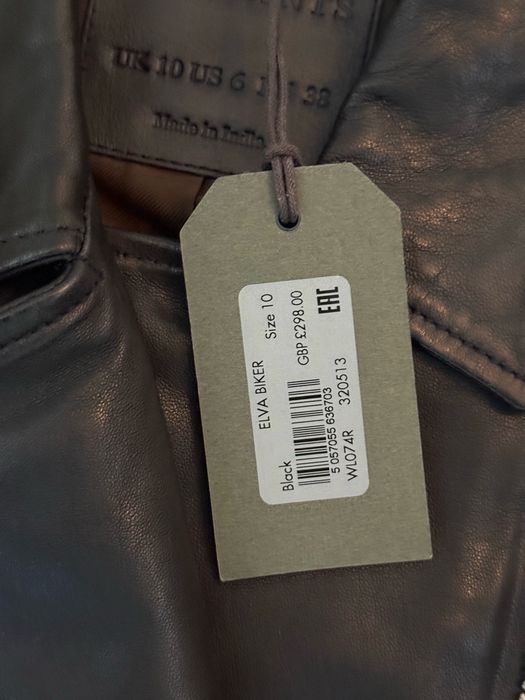 UK 10 US 6
38
Made in India
ELVA BIKER Size 10
GBP £298.00
EAC
Black
5 057055 636703
WL074R 320513